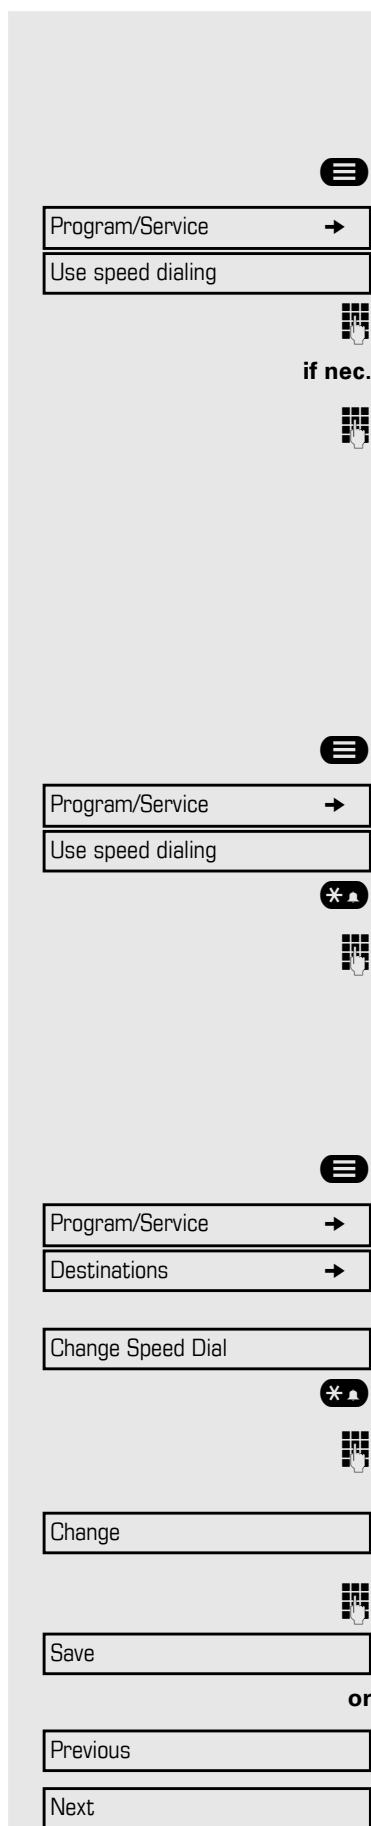 Program/Service ➔
Use speed dialing
if nec.
Program/Service ➔
Use speed dialing
Program/Service ➔
Destinations ➔
Change Speed Dial
Change
Save
or
Previous
Next